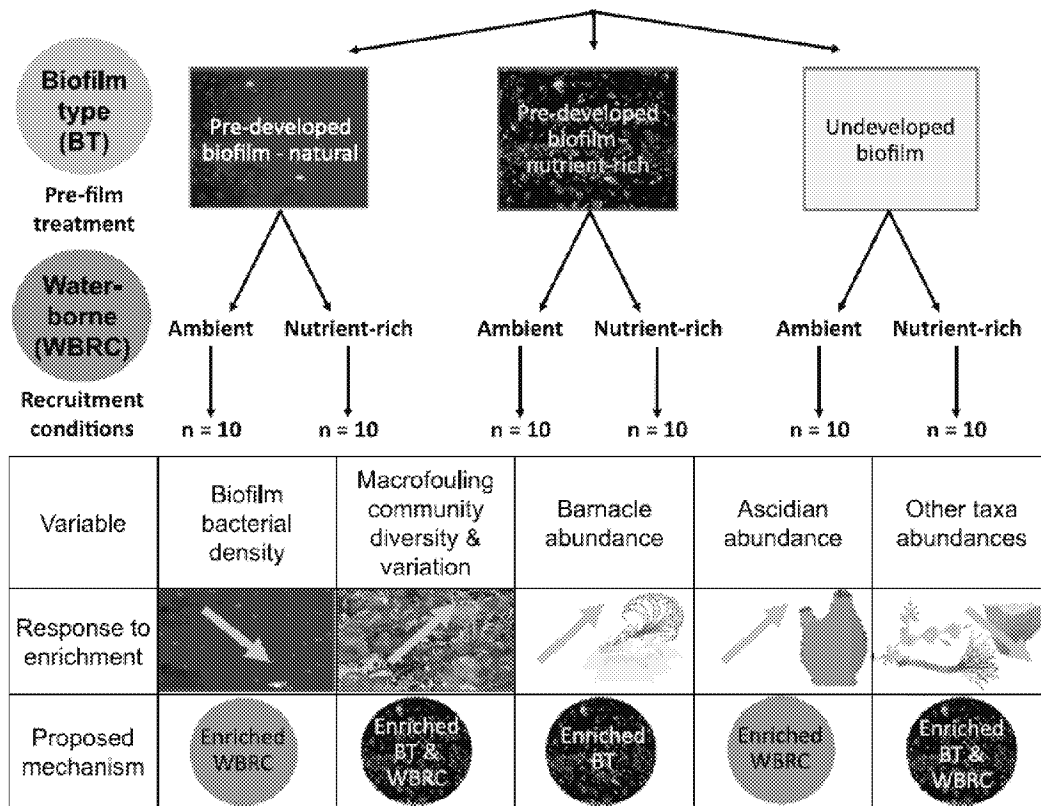 Biofilm
type
(BT)
Pre-film
treatment
Pre-developed
biofilm - natural
Pre-developed
biofilm -
nutrient-rich
Undeveloped
biofilm
Water-
borne
(WBRC)
Recruitment
conditions
Ambient
Nutrient-rich
Ambient
Nutrient-rich
Ambient
Nutrient-rich
n = 10
n = 10
n = 10
n = 10
n = 10
n = 10
Variable
Biofilm
bacterial
density
Macrofouling
community
diversity &
variation
Barnacle
abundance
Ascidian
abundance
Other taxa
abundances
Response to
enrichment
Proposed
mechanism
Enriched
WBRC
Enriched
BT &
WBRC
Enriched
BT
Enriched
WBRC
Enriched
BT &
WBRC